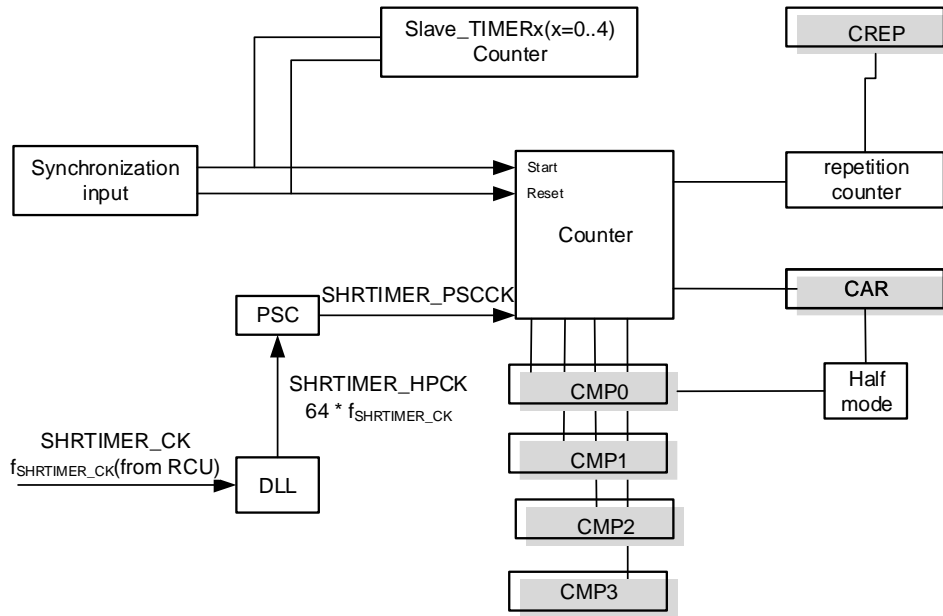 Slave_TIMERx(x=0..4)
Counter
CREP
Synchronization
input
Start
Reset
Counter
repetition
counter
SHRTIMER_PSCCK
PSC
CAR
SHRTIMER_HPCK
64 * fSHRTIMER_CK
Half
mode
CMP0
SHRTIMER_CK
fSHRTIMER_CK(from RCU)
DLL
CMP1
CMP2
CMP3